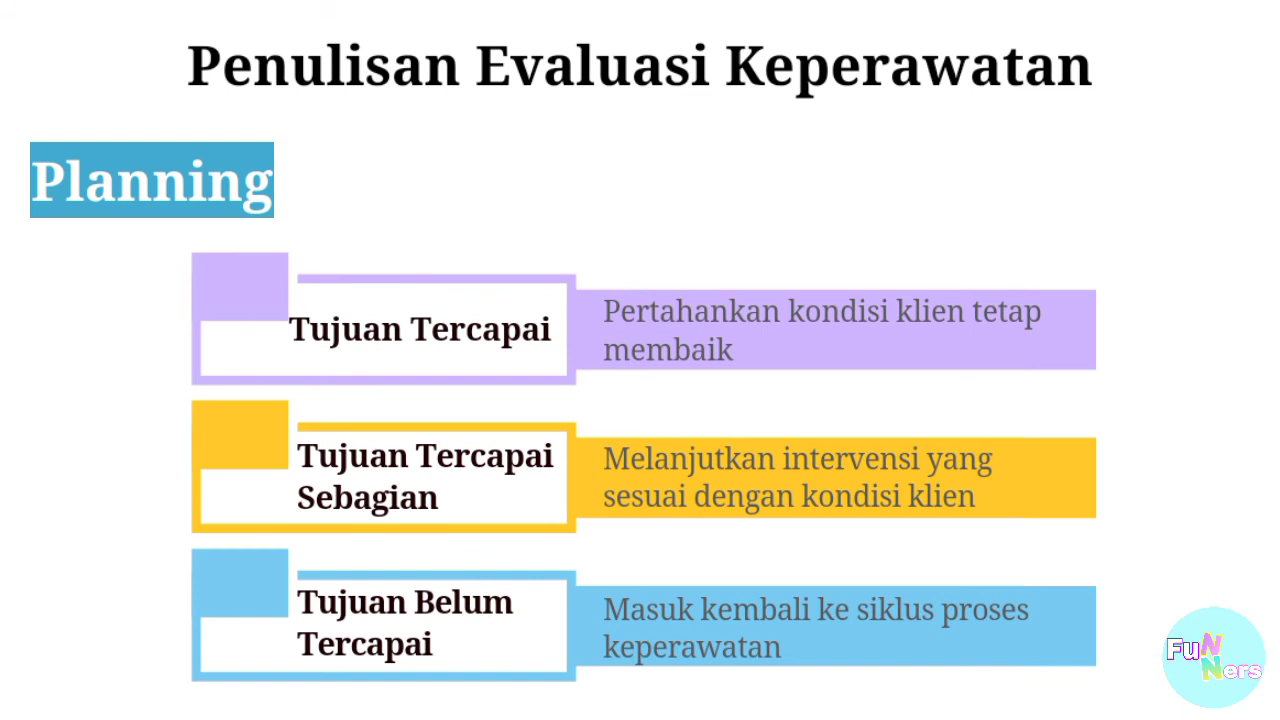 Penulisan Evaluasi Keperawatan
Planning
Tujuan Tercapai
Pertahankan kondisi klien tetap
membaik
Tujuan Tercapai
Sebagian
Melanjutkan intervensi yang
sesuai dengan kondisi klien
Tujuan Belum
Tercapai
Masuk kembali ke siklus proses
keperawatan
FuN
Ners